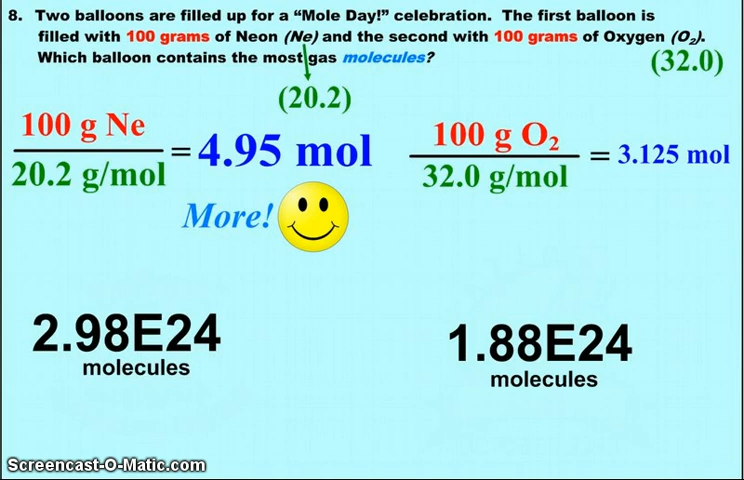 8. Two balloons are filled up for a “Mole Day!” celebration. The first balloon is
filled with 100 grams of Neon (Ne) and the second with 100 grams of Oxygen (O₂).
Which balloon contains the most gas molecules?
(32.0)
(20.2)
100 g Ne
20.2 g/mol
= 4.95 mol
100 g O₂
32.0 g/mol
= 3.125 mol
More!
2.98E24
molecules
1.88E24
molecules
Screencast-O-Matic.com